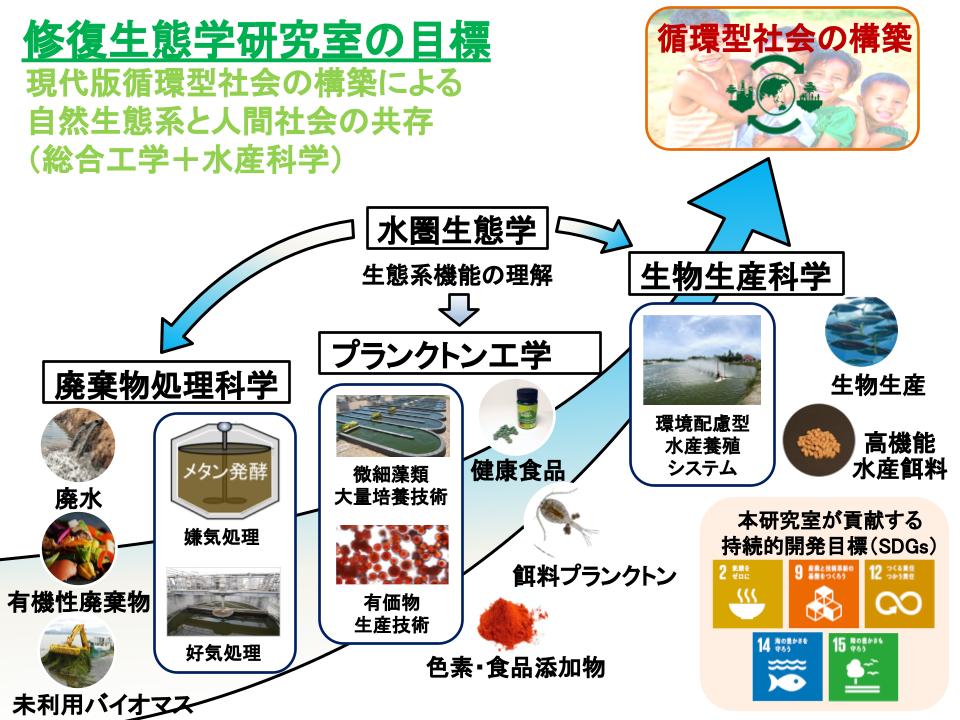 修復生態学研究室の目標
現代版循環型社会の構築による
自然生態系と人間社会の共存
（総合工学＋水産科学）
循環型社会の構築
水圏生態学
生態系機能の理解
生物生産科学
プランクトン工学
廃棄物処理科学
廃水
有機性廃棄物
未利用バイオマス
メタン発酵
嫌気処理
好気処理
微細藻類
大量培養技術
有価物
生産技術
健康食品
餌料プランクトン
色素・食品添加物
環境配慮型
水産養殖
システム
生物生産
高機能
水産餌料
本研究室が貢献する
持続的開発目標（SDGs）
2 飢餓を
ゼロに
9 産業と技術革新の
基盤をつくろう
12 つくる責任
つかう責任
14 海の豊かさを
守ろう
15 陸の豊かさも
守ろう